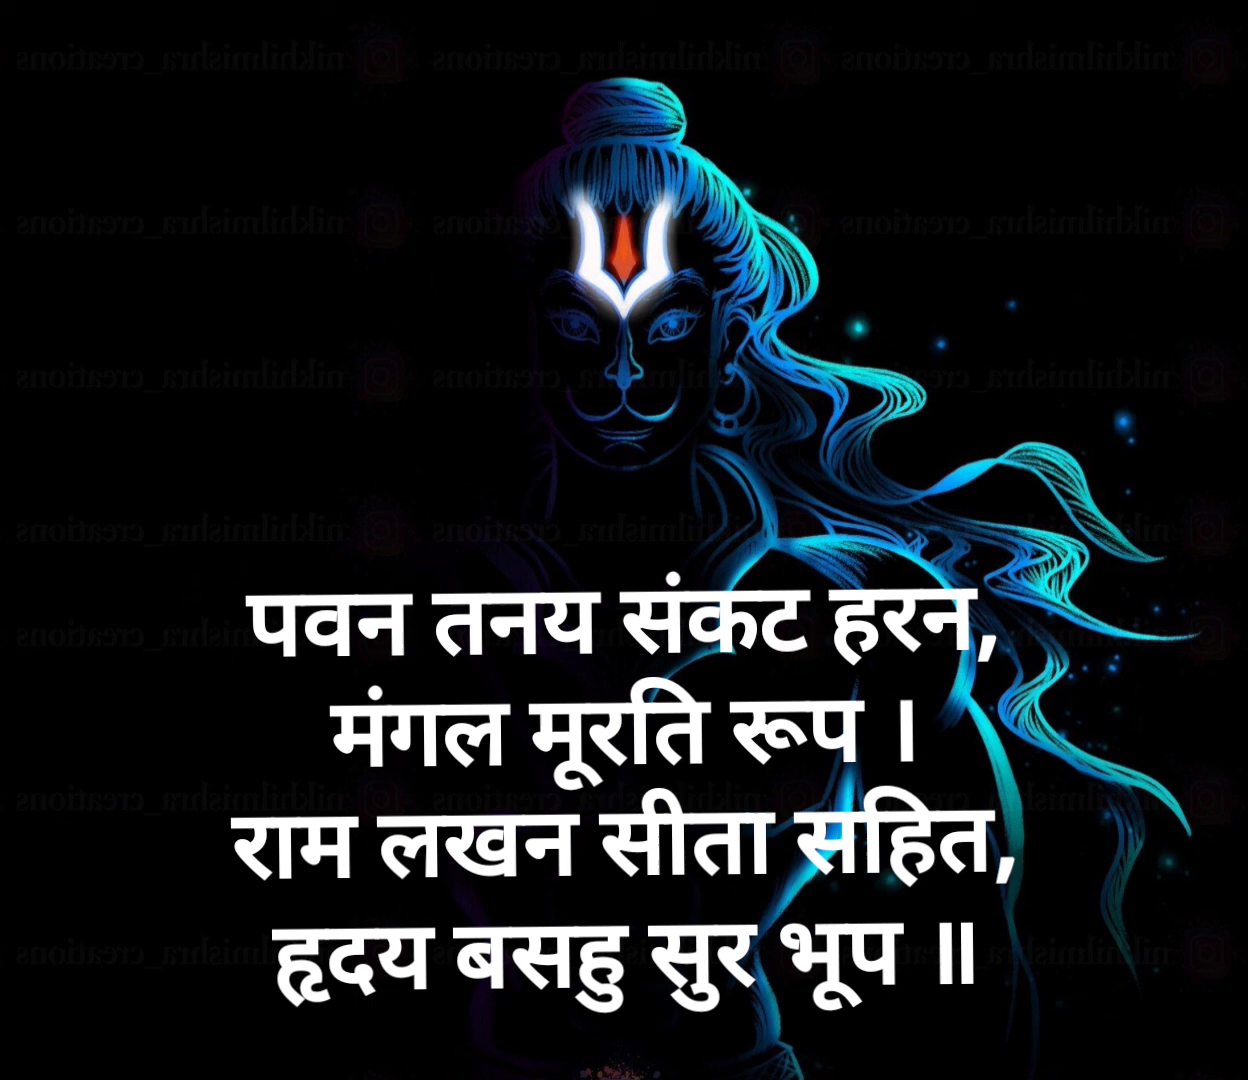 पवन तनय संकट हरन,
मंगल मूरति रूप ।
राम लखन सीता सहित,
हृदय बसहु सुर भूप ॥